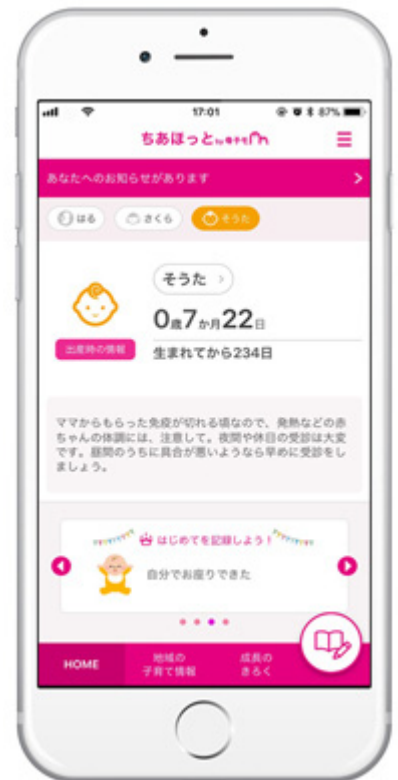 17:01
87%
ちあほっと by 母子モ
あなたへのお知らせがあります
はる さくら そうた
そうた
0歳7か月22日
出産時の情報
生まれてから234日
ママからもらった免疫が切れる頃なので、発熱などの赤
ちゃんの体調には、注意して。夜間や休日の受診は大変
です。昼間のうちに具合が悪いようなら早めに受診をし
ましょう。
はじめてを記録しよう!
自分でお座りできた
HOME
地域の
子育て情報
成長の
きろく